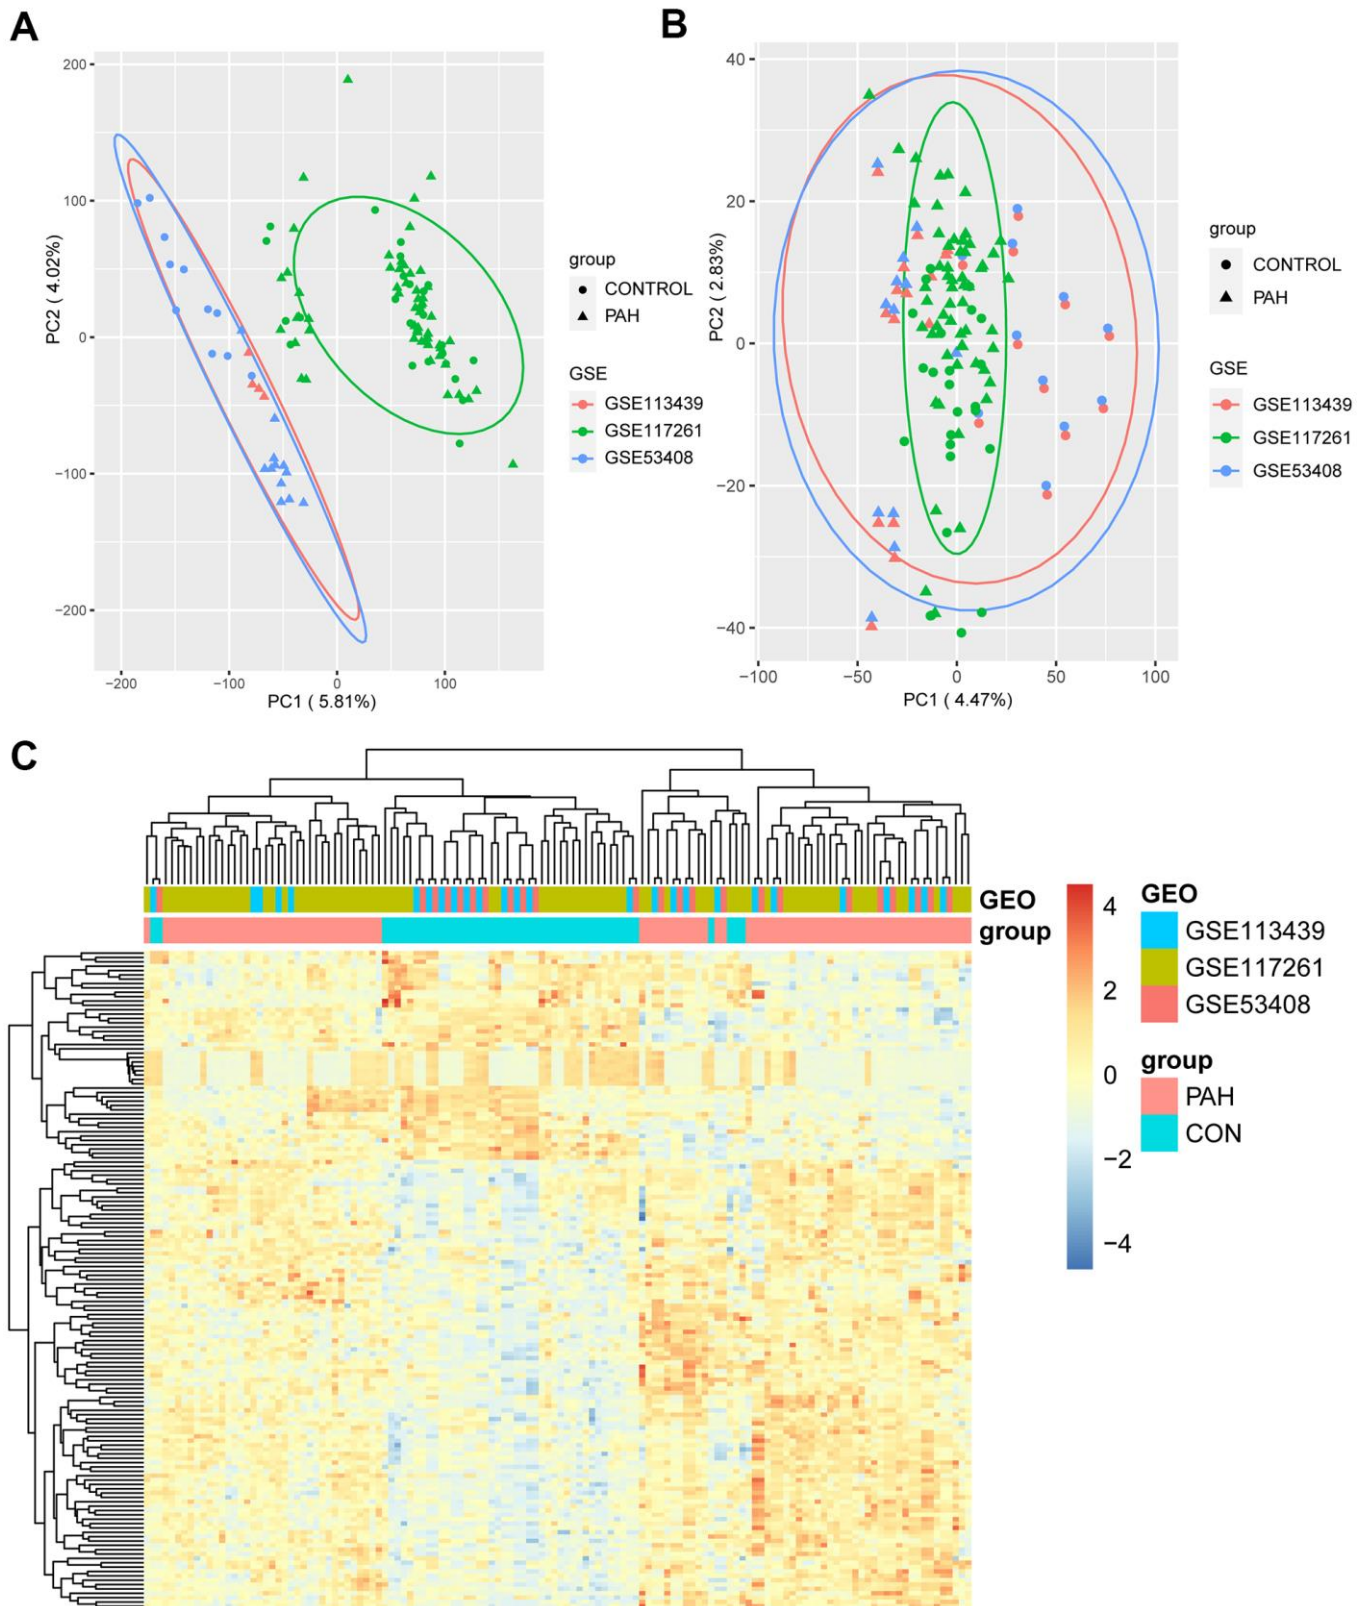 A
200
100
0
−100
−200
PC2 ( 4.02%)
−200
−100
0
100
PC1 ( 5.81%)
group
CONTROL
PAH
GSE
GSE113439
GSE117261
GSE53408
B
40
20
0
−20
−40
PC2 ( 2.83%)
−100
−50
0
50
100
PC1 ( 4.47%)
group
CONTROL
PAH
GSE
GSE113439
GSE117261
GSE53408
C
GEO
group
4
2
0
−2
−4
GEO
GSE113439
GSE117261
GSE53408
group
PAH
CON